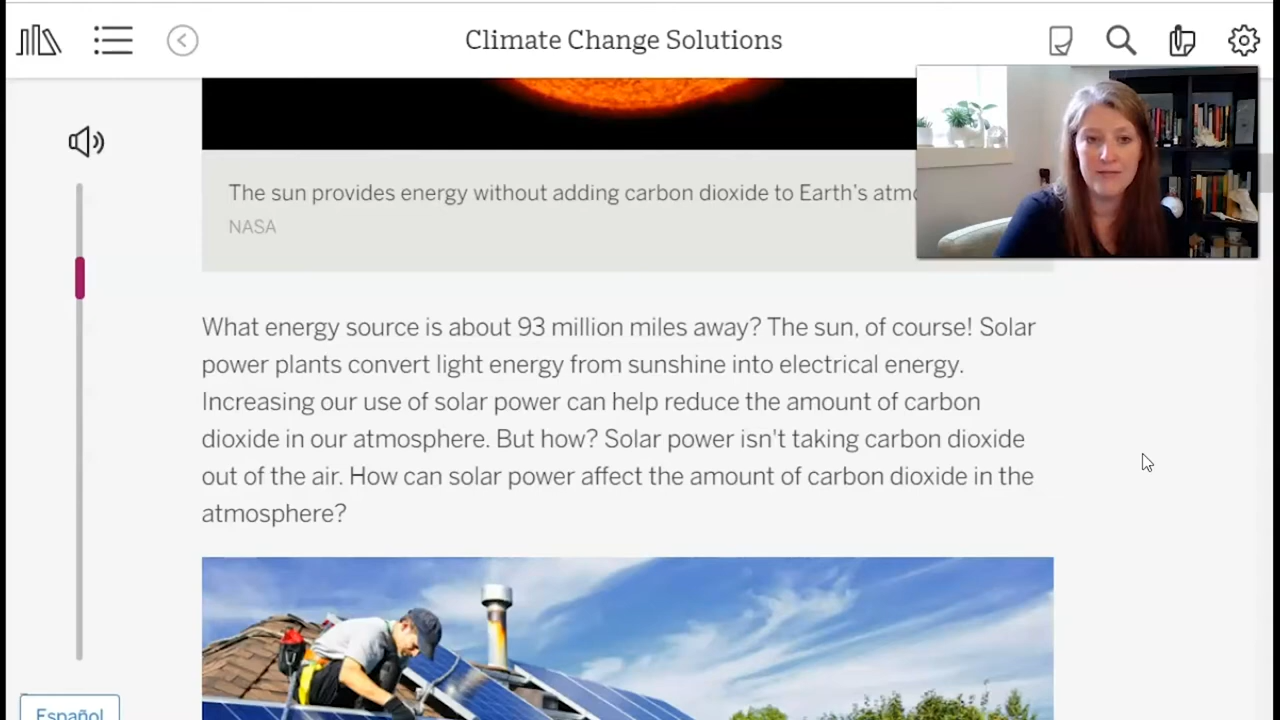 Climate Change Solutions
The sun provides energy without adding carbon dioxide to Earth's
NASA
What energy source is about 93 million miles away? The sun, of course! Solar
power plants convert light energy from sunshine into electrical energy.
Increasing our use of solar power can help reduce the amount of carbon
dioxide in our atmosphere. But how? Solar power isn't taking carbon dioxide
out of the air. How can solar power affect the amount of carbon dioxide in the
atmosphere?
Español